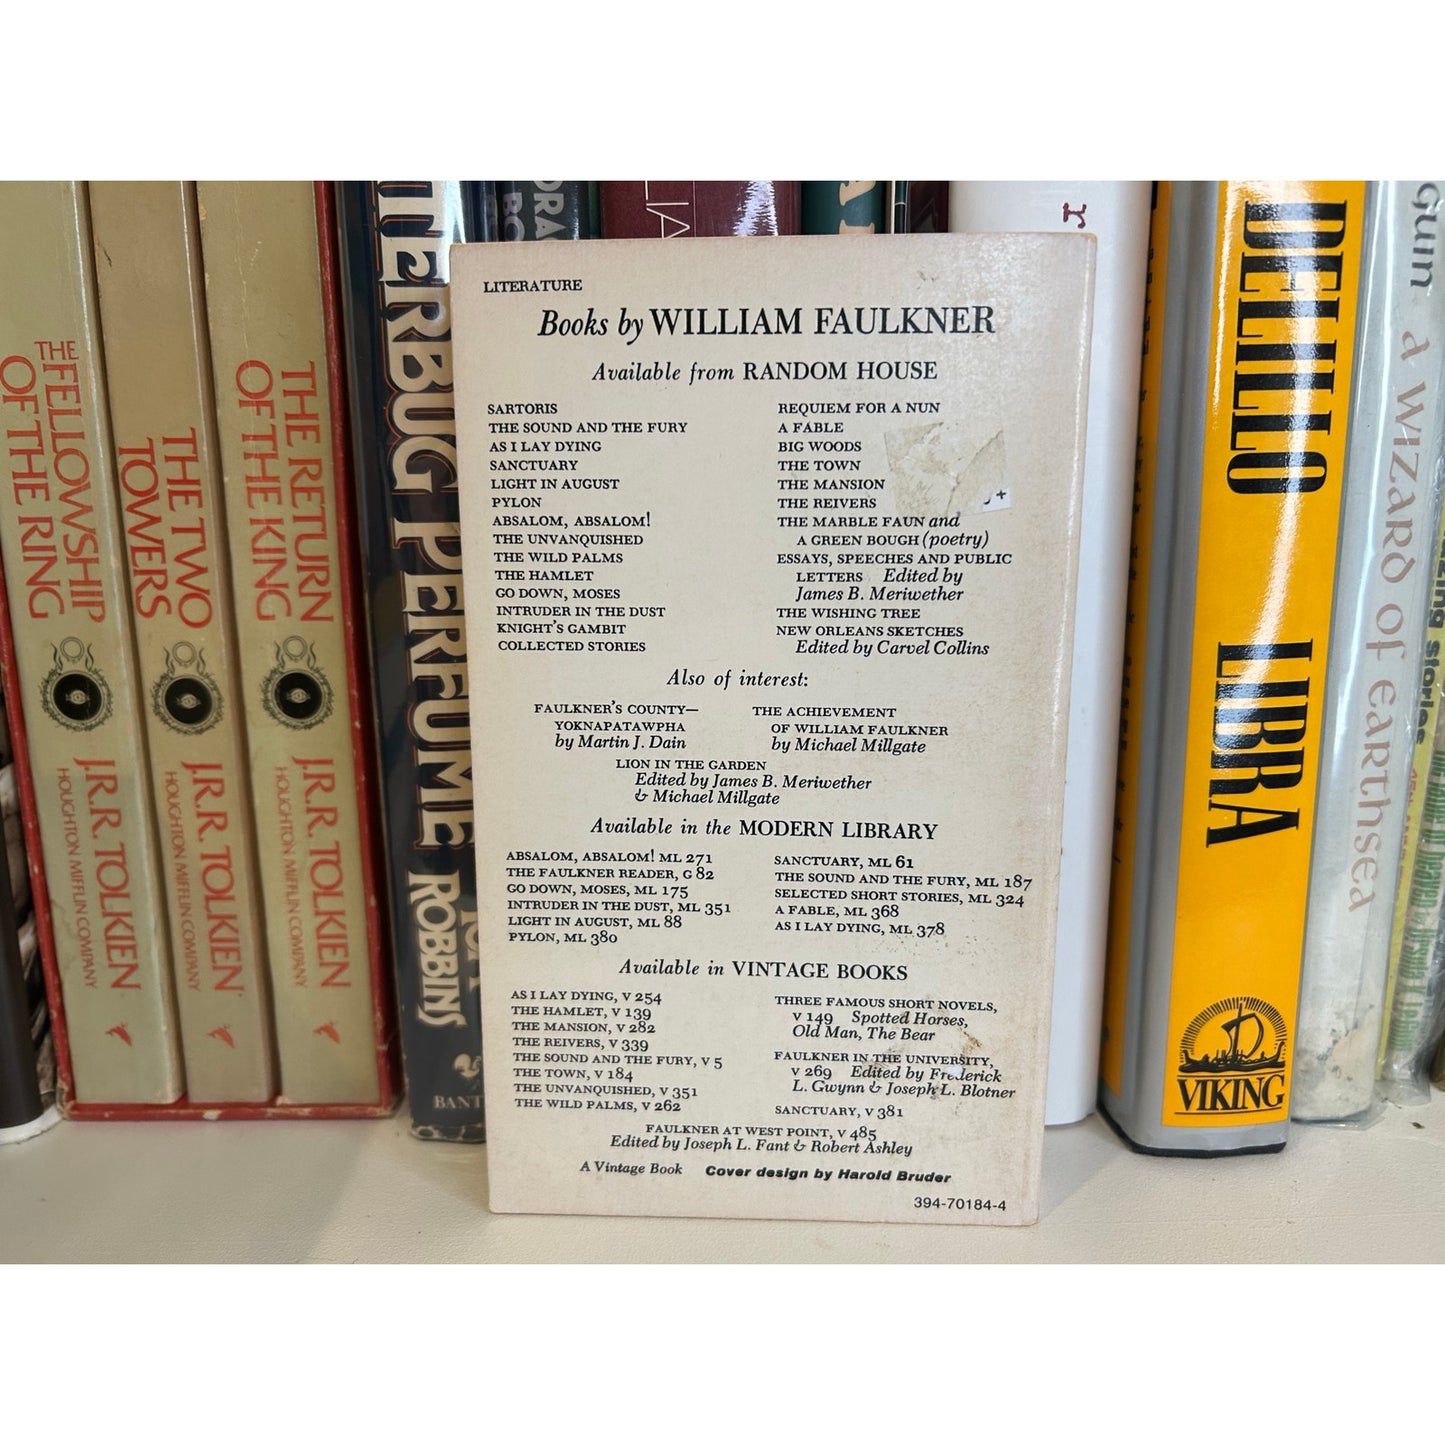 THE FELLOWSHIP
OF THE RING
J.R.R. TOLKIEN
HOUGHTON MIFFLIN COMPANY
THE TWO
TOWERS
J.R.R. TOLKIEN
HOUGHTON MIFFLIN COMPANY
THE RETURN
OF THE KING
J.R.R. TOLKIEN
HOUGHTON MIFFLIN COMPANY
TERBUG PERFUME
ROBBINS
BANT
LITERATURE
Books by WILLIAM FAULKNER
Available from RANDOM HOUSE
SARTORIS
THE SOUND AND THE FURY
AS I LAY DYING
SANCTUARY
LIGHT IN AUGUST
PYLON
ABSALOM, ABSALOM!
THE UNVANQUISHED
THE WILD PALMS
THE HAMLET
GO DOWN, MOSES
INTRUDER IN THE DUST
KNIGHT'S GAMBIT
COLLECTED STORIES
REQUIEM FOR A NUN
A FABLE
BIG WOODS
THE TOWN
THE MANSION
THE REIVERS
THE MARBLE FAUN and
A GREEN BOUGH (poetry)
ESSAYS, SPEECHES AND PUBLIC
LETTERS Edited by
James B. Meriwether
THE WISHING TREE
NEW ORLEANS SKETCHES
Edited by Carvel Collins
Also of interest:
FAULKNER'S COUNTY—
YOKNAPATAWPHA
by Martin J. Dain
THE ACHIEVEMENT
OF WILLIAM FAULKNER
by Michael Millgate
LION IN THE GARDEN
Edited by James B. Meriwether
& Michael Millgate
Available in the MODERN LIBRARY
ABSALOM, ABSALOM! ML 271
THE FAULKNER READER, G 82
GO DOWN, MOSES, ML 175
INTRUDER IN THE DUST, ML 351
LIGHT IN AUGUST, ML 88
PYLON, ML 380
SANCTUARY, ML 61
THE SOUND AND THE FURY, ML 187
SELECTED SHORT STORIES, ML 324
A FABLE, ML 368
AS I LAY DYING, ML 378
Available in VINTAGE BOOKS
AS I LAY DYING, V 254
THE HAMLET, V 139
THE MANSION, V 282
THE REIVERS, V 339
THE SOUND AND THE FURY, V 5
THE TOWN, V 184
THE UNVANQUISHED, V 351
THE WILD PALMS, V 262
THREE FAMOUS SHORT NOVELS,
V 149 Spotted Horses,
Old Man, The Bear
FAULKNER IN THE UNIVERSITY,
V 269 Edited by Frederick
L. Gwynn & Joseph L. Blotner
SANCTUARY, V 381
FAULKNER AT WEST POINT, V 485
Edited by Joseph L. Fant & Robert Ashley
A Vintage Book Cover design by Harold Bruder
394-70184-4
DELILLO
LIBRA
VIKING
Guin
a wizard of earthsea
stories